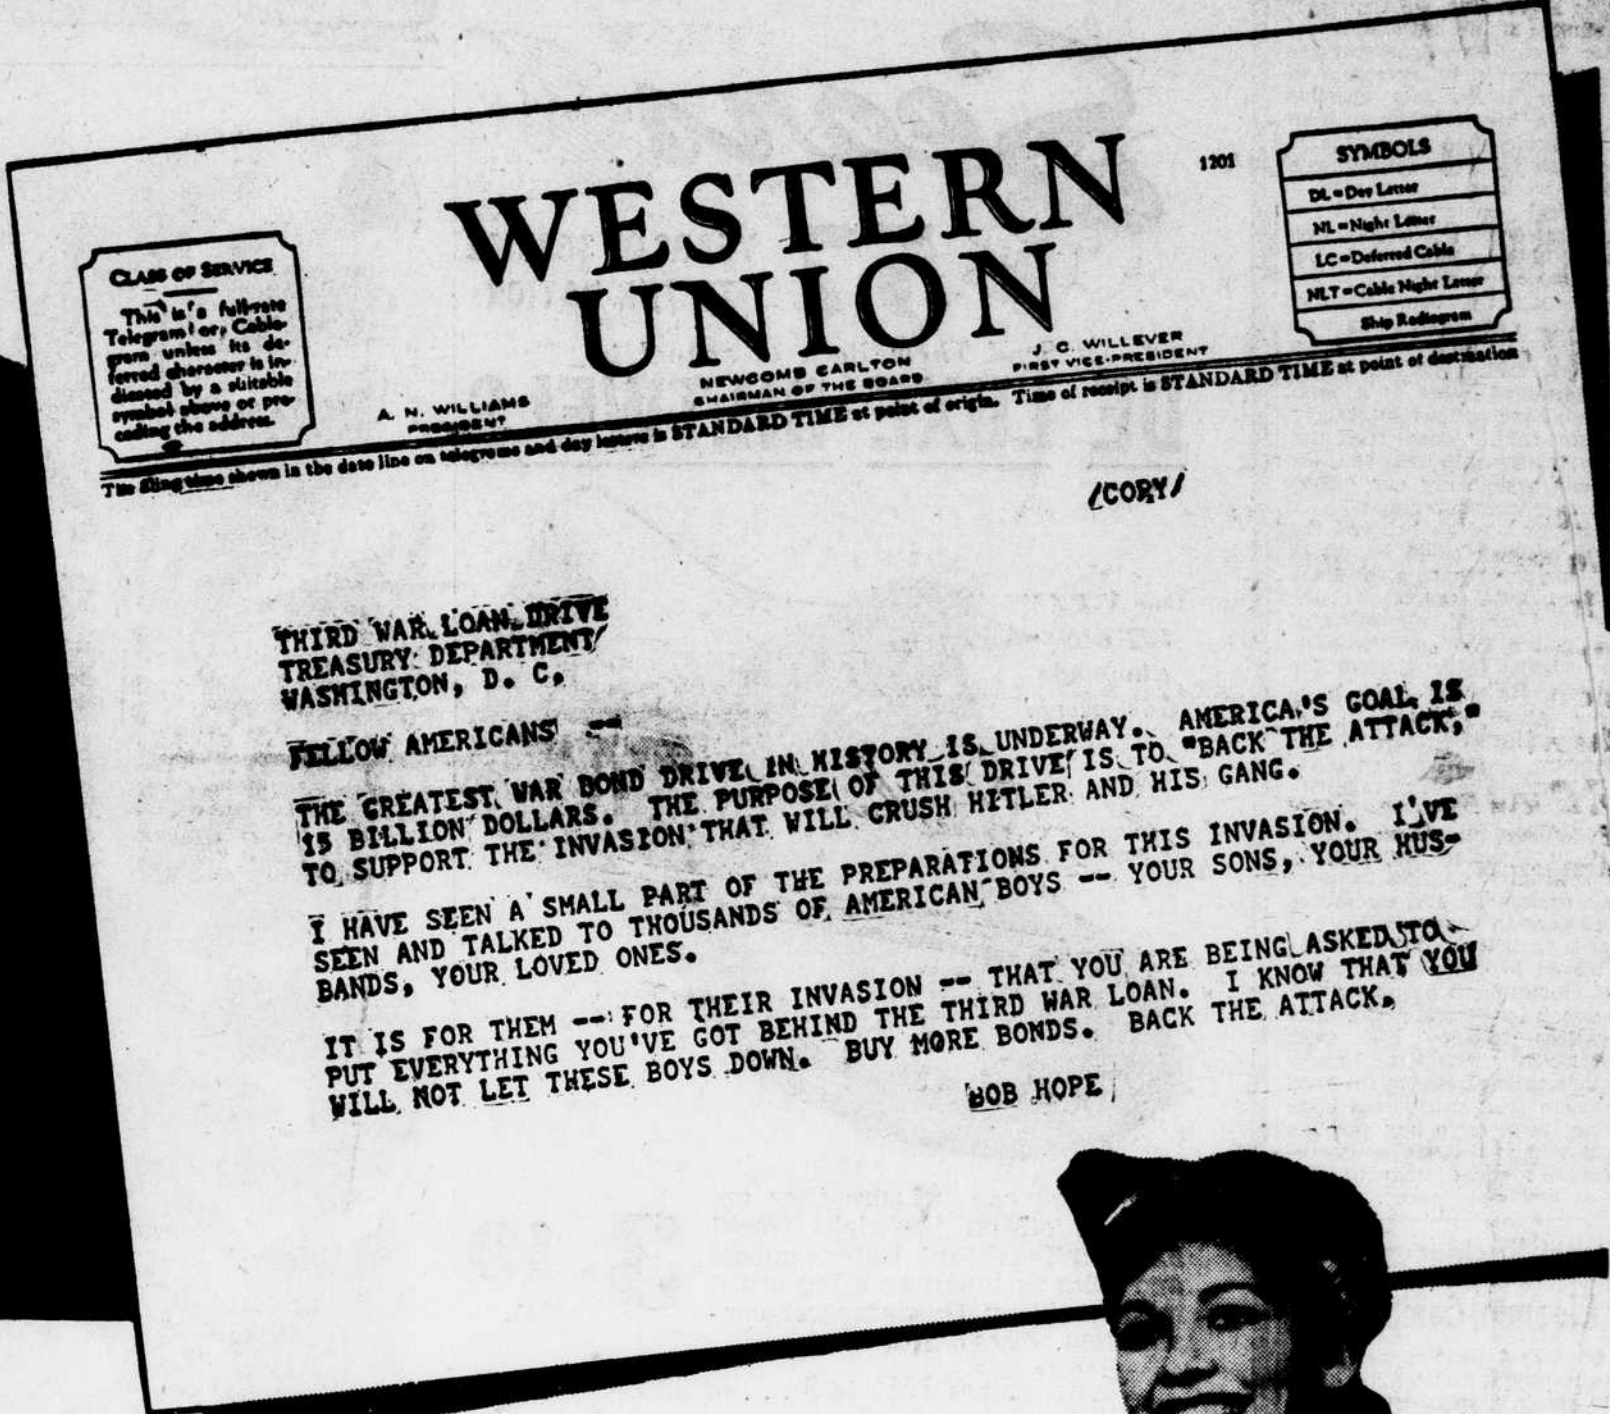 WESTERN
UNION
1201
CLASS OF SERVICE
This is a full-rate
Telegram or Cable-
gram unless its de-
ferred character is in-
dicated by a suitable
symbol above or pre-
ceding the address.
SYMBOLS
DL=Day Letter
NL=Night Letter
LC=Deferred Cable
NLT=Cable Night Letter
Ship Radiogram
A. N. WILLIAMS
PRESIDENT
NEWCOMB CARLTON
CHAIRMAN OF THE BOARD
J. C. WILLEVER
FIRST VICE-PRESIDENT
The filing time shown in the date line on telegrams and day letters is STANDARD TIME at point of origin. Time of receipt is STANDARD TIME at point of destination
/COPY/
THIRD WAR LOAN DRIVE
TREASURY DEPARTMENT
WASHINGTON, D. C.
FELLOW AMERICANS --
THE GREATEST WAR BOND DRIVE IN HISTORY IS UNDERWAY. AMERICA'S GOAL IS
15 BILLION DOLLARS. THE PURPOSE OF THIS DRIVE IS TO "BACK THE ATTACK,"
TO SUPPORT THE INVASION THAT WILL CRUSH HITLER AND HIS GANG.
I HAVE SEEN A SMALL PART OF THE PREPARATIONS FOR THIS INVASION. I'VE
SEEN AND TALKED TO THOUSANDS OF AMERICAN BOYS -- YOUR SONS, YOUR HUS-
BANDS, YOUR LOVED ONES.
IT IS FOR THEM -- FOR THEIR INVASION -- THAT YOU ARE BEING ASKED TO
PUT EVERYTHING YOU'VE GOT BEHIND THE THIRD WAR LOAN. I KNOW THAT YOU
WILL NOT LET THESE BOYS DOWN. BUY MORE BONDS. BACK THE ATTACK.
BOB HOPE